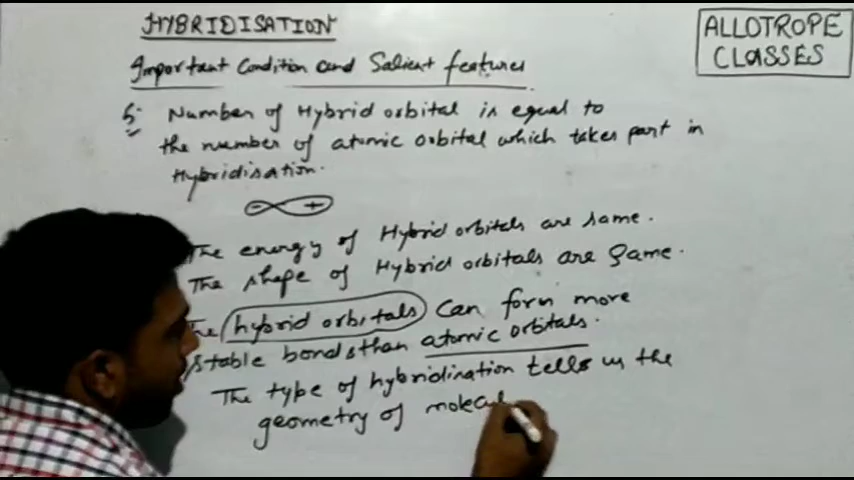 HYBRIDISATION
ALLOTROPE
CLASSES
Important Condition and Salient features
5:- Number of Hybrid orbital is equal to
the number of atomic orbital which takes part in
Hybridisation.
- +
The energy of Hybrid orbitals are same.
The shape of Hybrid orbitals are same.
The hybrid orbitals can form more
stable bonds than atomic orbitals.
The type of hybridination tells us the
geometry of molecul